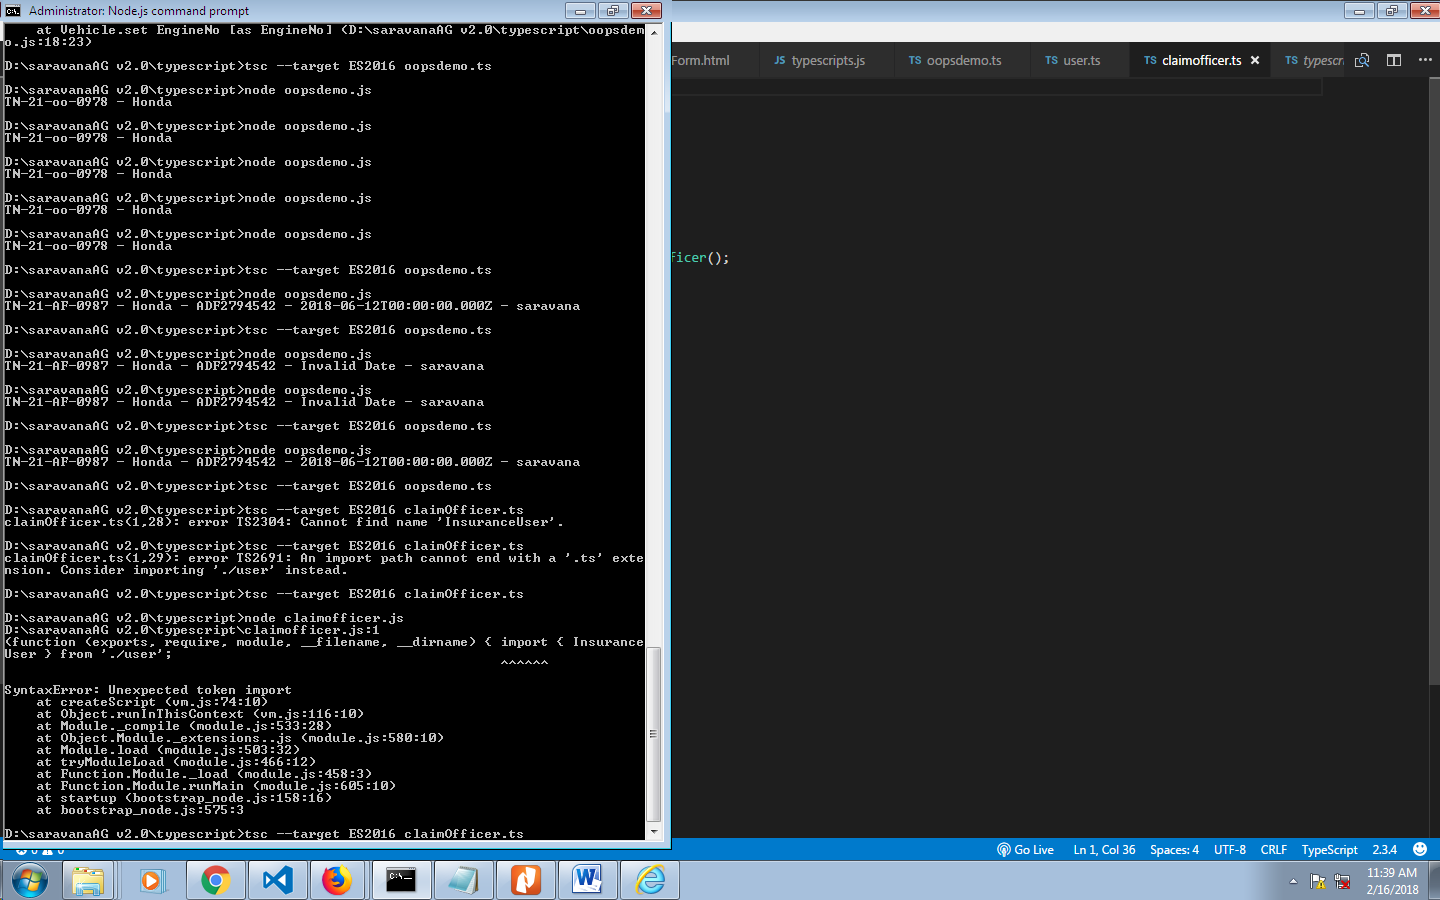 Administrator: Node.js command prompt
at Vehicle.set EngineNo [as EngineNo] (D:\saravanaAG v2.0\typescript\oopsdem
o.js:18:23)
D:\saravanaAG v2.0\typescript>tsc --target ES2016 oopsdemo.ts
D:\saravanaAG v2.0\typescript>node oopsdemo.js
TN-21-oo-0978 - Honda
D:\saravanaAG v2.0\typescript>node oopsdemo.js
TN-21-oo-0978 - Honda
D:\saravanaAG v2.0\typescript>node oopsdemo.js
TN-21-oo-0978 - Honda
D:\saravanaAG v2.0\typescript>node oopsdemo.js
TN-21-oo-0978 - Honda
D:\saravanaAG v2.0\typescript>node oopsdemo.js
TN-21-oo-0978 - Honda
D:\saravanaAG v2.0\typescript>tsc --target ES2016 oopsdemo.ts
D:\saravanaAG v2.0\typescript>node oopsdemo.js
TN-21-AF-0987 - Honda - ADF2794542 - 2018-06-12T00:00:00.000Z - saravana
D:\saravanaAG v2.0\typescript>tsc --target ES2016 oopsdemo.ts
D:\saravanaAG v2.0\typescript>node oopsdemo.js
TN-21-AF-0987 - Honda - ADF2794542 - Invalid Date - saravana
D:\saravanaAG v2.0\typescript>node oopsdemo.js
TN-21-AF-0987 - Honda - ADF2794542 - Invalid Date - saravana
D:\saravanaAG v2.0\typescript>tsc --target ES2016 oopsdemo.ts
D:\saravanaAG v2.0\typescript>node oopsdemo.js
TN-21-AF-0987 - Honda - ADF2794542 - 2018-06-12T00:00:00.000Z - saravana
D:\saravanaAG v2.0\typescript>tsc --target ES2016 oopsdemo.ts
D:\saravanaAG v2.0\typescript>tsc --target ES2016 claimOfficer.ts
claimOfficer.ts(1,28): error TS2304: Cannot find name 'InsuranceUser'.
D:\saravanaAG v2.0\typescript>tsc --target ES2016 claimOfficer.ts
claimOfficer.ts(1,29): error TS2691: An import path cannot end with a '.ts' exte
nsion. Consider importing './user' instead.
D:\saravanaAG v2.0\typescript>tsc --target ES2016 claimOfficer.ts
D:\saravanaAG v2.0\typescript>node claimofficer.js
D:\saravanaAG v2.0\typescript\claimofficer.js:1
(function (exports, require, module, __filename, __dirname) { import { Insurance
User } from './user';
^^^^^^
SyntaxError: Unexpected token import
at createScript (vm.js:74:10)
at Object.runInThisContext (vm.js:116:10)
at Module._compile (module.js:533:28)
at Object.Module._extensions..js (module.js:580:10)
at Module.load (module.js:503:32)
at tryModuleLoad (module.js:466:12)
at Function.Module._load (module.js:458:3)
at Function.Module.runMain (module.js:605:10)
at startup (bootstrap_node.js:158:16)
at bootstrap_node.js:575:3
D:\saravanaAG v2.0\typescript>tsc --target ES2016 claimOfficer.ts
Form.html JS typescripts.js TS oopsdemo.ts TS user.ts TS claimofficer.ts TS typescri
ficer();
Go Live Ln 1, Col 36 Spaces: 4 UTF-8 CRLF TypeScript 2.3.4
11:39 AM
2/16/2018